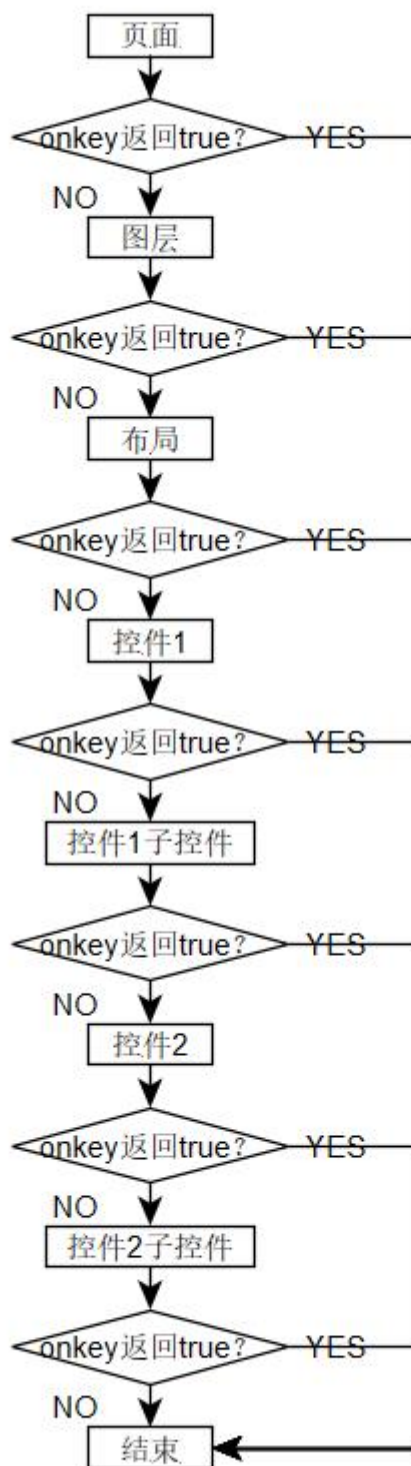 页面
onkey返回true?
YES
NO
图层
onkey返回true?
YES
NO
布局
onkey返回true?
YES
NO
控件1
onkey返回true?
YES
NO
控件1子控件
onkey返回true?
YES
NO
控件2
onkey返回true?
YES
NO
控件2子控件
onkey返回true?
YES
NO
结束